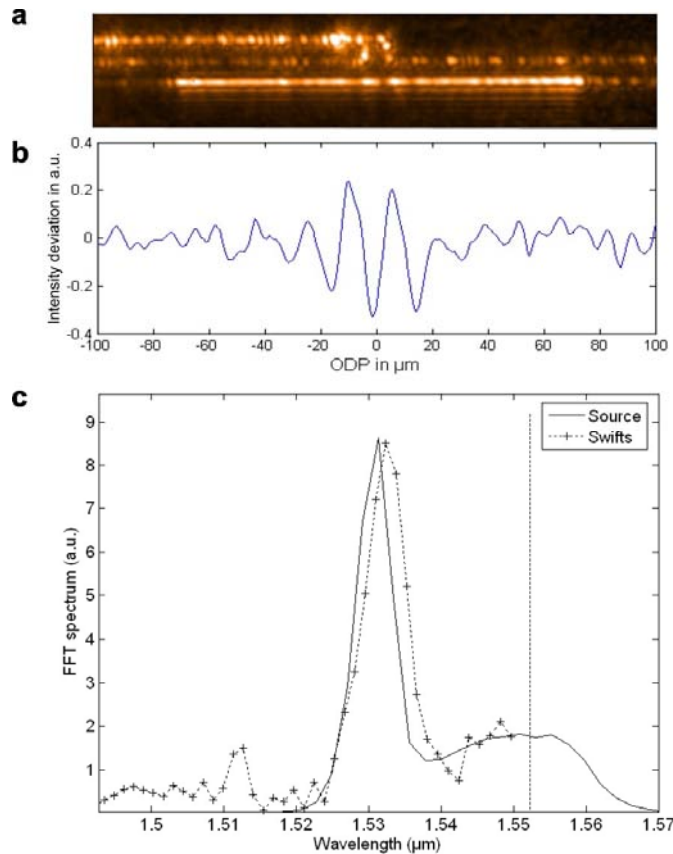 a
b
Intensity deviation in a.u.
0.4
0.2
0
-0.2
-0.4
-100 -80 -60 -40 -20 0 20 40 60 80 100
ODP in µm
c
FFT spectrum (a.u.)
9
8
7
6
5
4
3
2
1
Source
Swifts
1.5 1.51 1.52 1.53 1.54 1.55 1.56 1.57
Wavelength (µm)